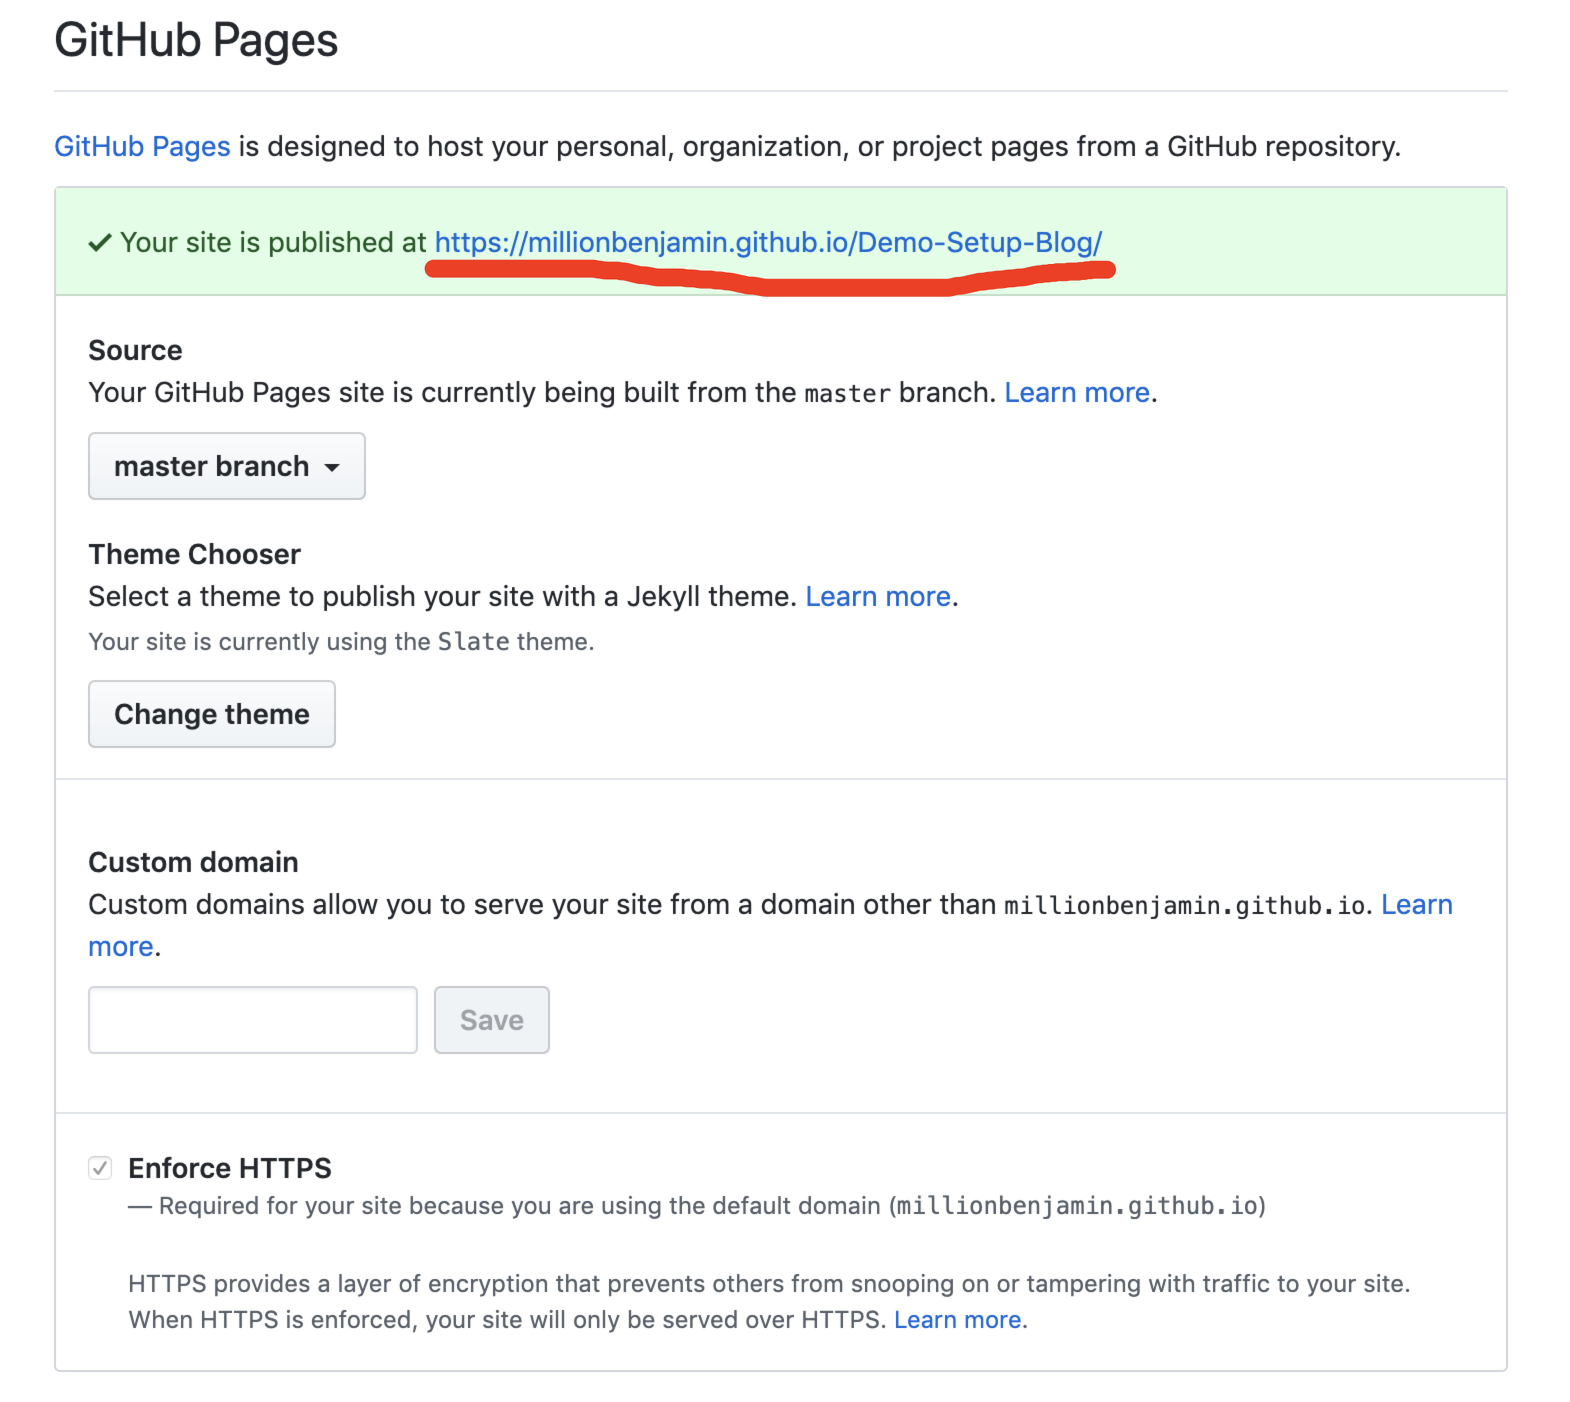 GitHub Pages
GitHub Pages is designed to host your personal, organization, or project pages from a GitHub repository.
Your site is published at https://millionbenjamin.github.io/Demo-Setup-Blog/
Source
Your GitHub Pages site is currently being built from the master branch. Learn more.
master branch
Theme Chooser
Select a theme to publish your site with a Jekyll theme. Learn more.
Your site is currently using the Slate theme.
Change theme
Custom domain
Custom domains allow you to serve your site from a domain other than millionbenjamin.github.io. Learn
more.
Save
Enforce HTTPS
— Required for your site because you are using the default domain (millionbenjamin.github.io)
HTTPS provides a layer of encryption that prevents others from snooping on or tampering with traffic to your site.
When HTTPS is enforced, your site will only be served over HTTPS. Learn more.